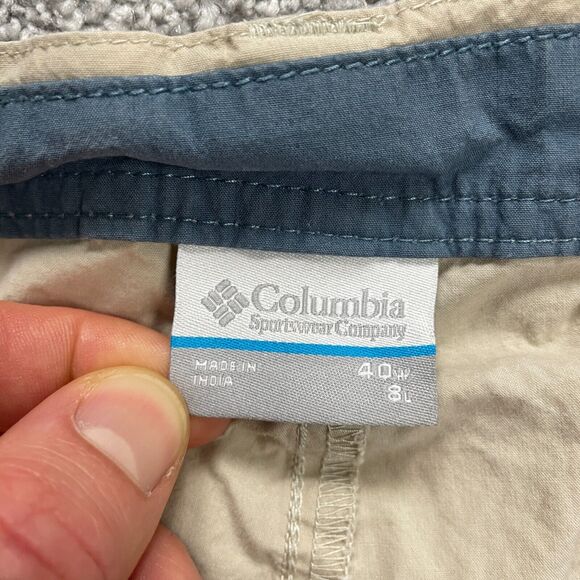 Columbia
Sportswear Company
MADE IN
INDIA
40W
8L